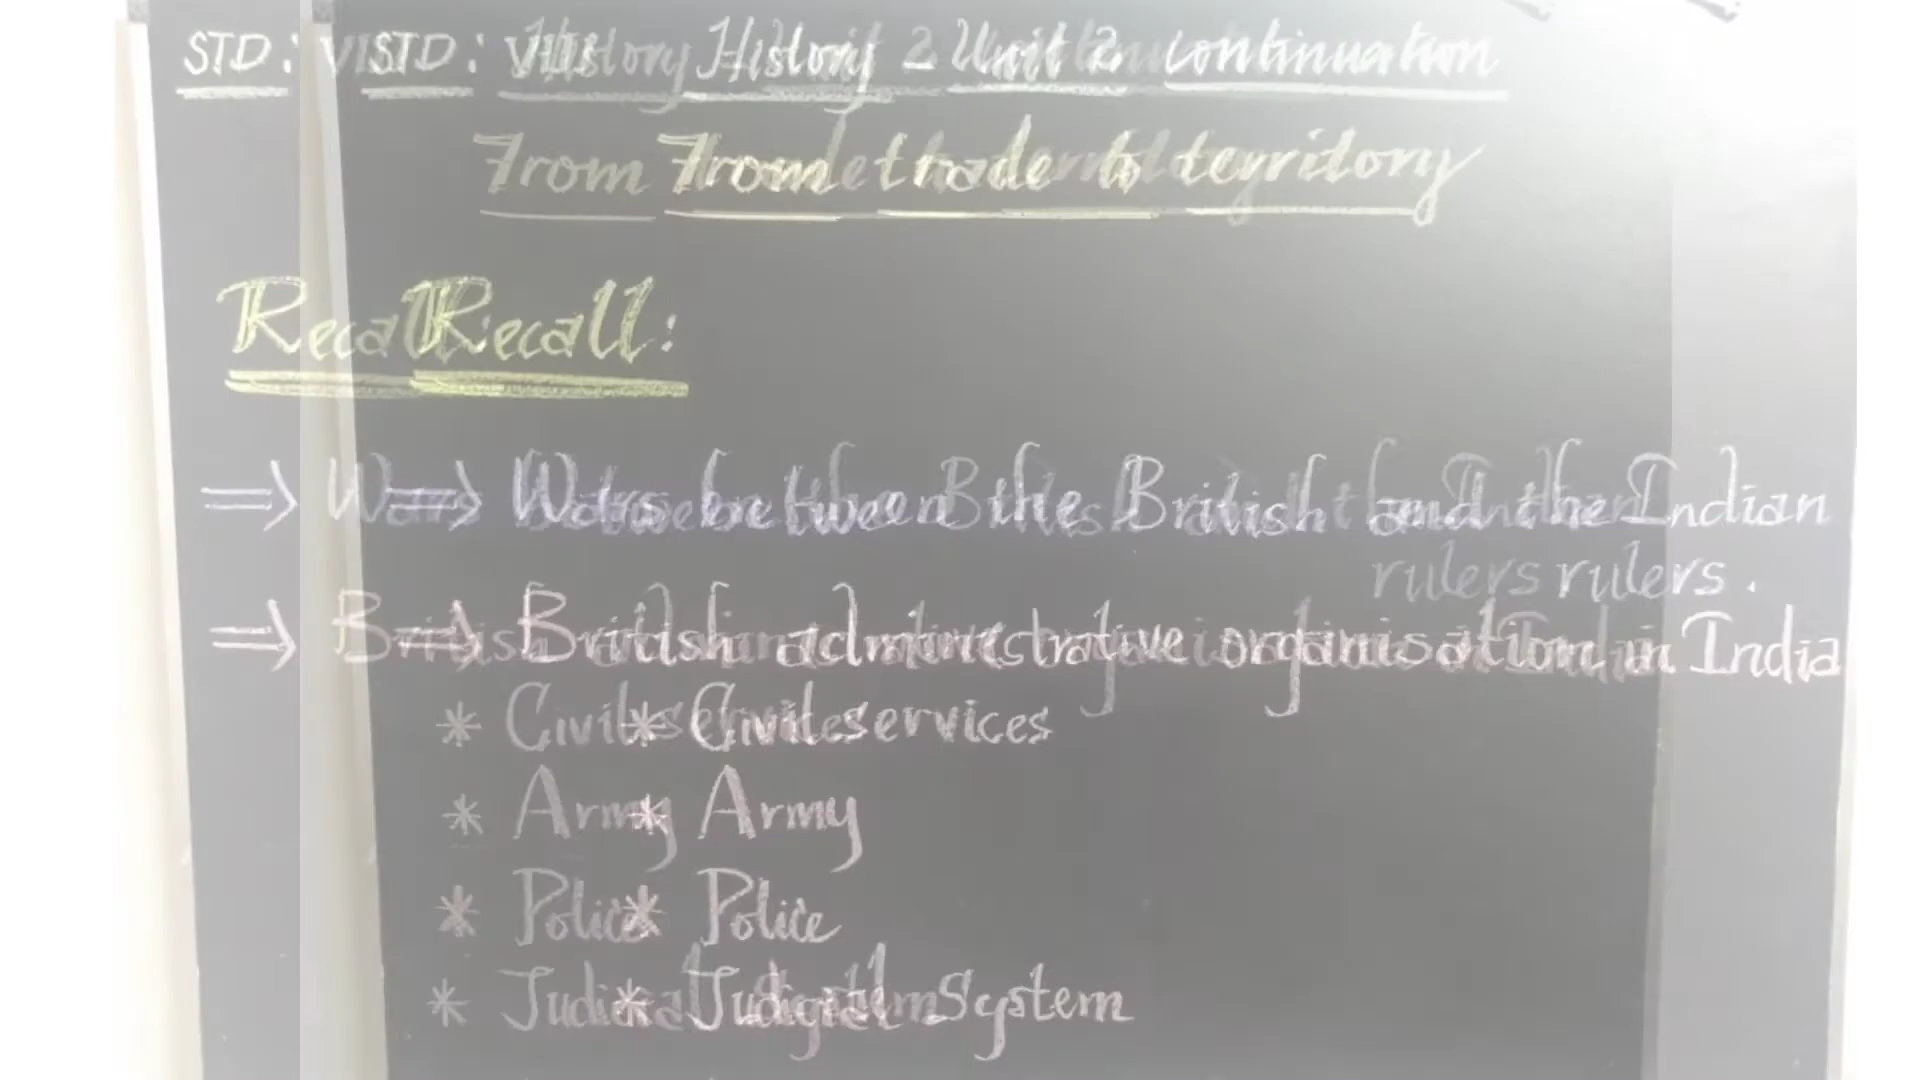 STD: VIII History Unit 2 continuation
From trade to territory
Recall:
⇒ Wars between the British and the Indian
rulers.
⇒ British administrative organisation in India
* Civil services
* Army
* Police
* Judicial System